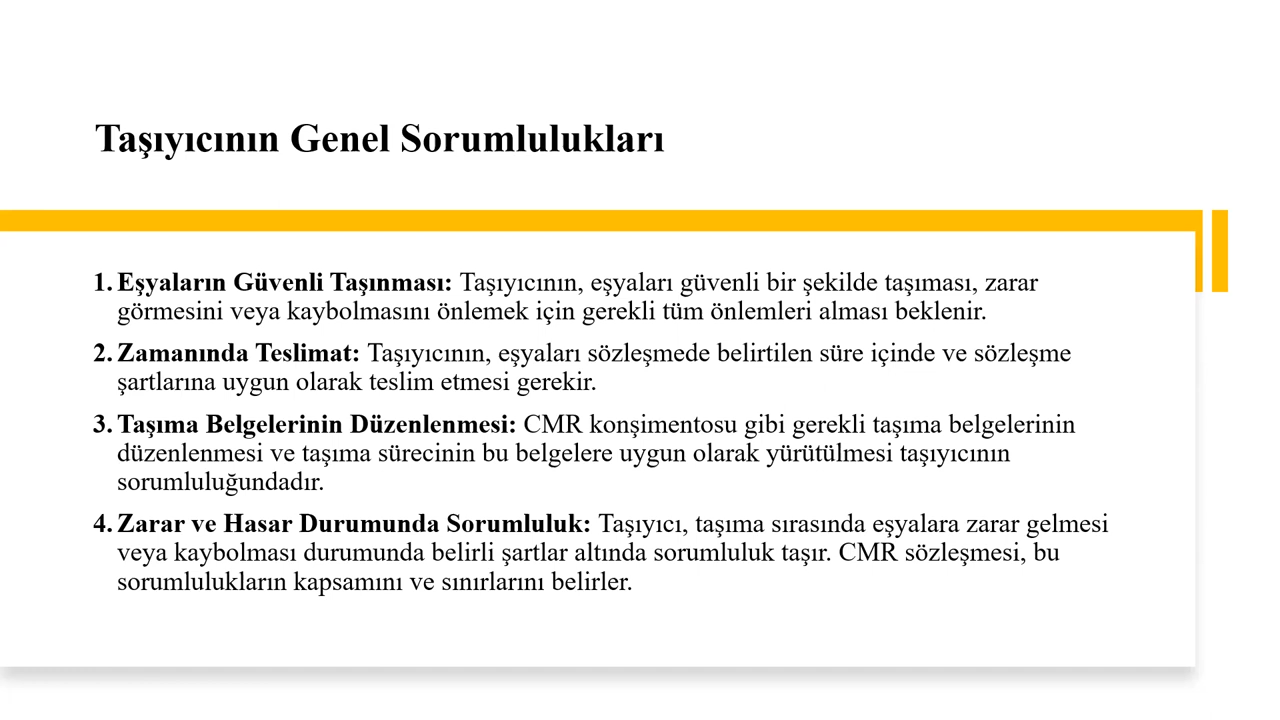 Taşıyıcının Genel Sorumlulukları
1. Eşyaların Güvenli Taşınması: Taşıyıcının, eşyaları güvenli bir şekilde taşıması, zarar
görmesini veya kaybolmasını önlemek için gerekli tüm önlemleri alması beklenir.
2. Zamanında Teslimat: Taşıyıcının, eşyaları sözleşmede belirtilen süre içinde ve sözleşme
şartlarına uygun olarak teslim etmesi gerekir.
3. Taşıma Belgelerinin Düzenlenmesi: CMR konşimentosu gibi gerekli taşıma belgelerinin
düzenlenmesi ve taşıma sürecinin bu belgelere uygun olarak yürütülmesi taşıyıcının
sorumluluğundadır.
4. Zarar ve Hasar Durumunda Sorumluluk: Taşıyıcı, taşıma sırasında eşyalara zarar gelmesi
veya kaybolması durumunda belirli şartlar altında sorumluluk taşır. CMR sözleşmesi, bu
sorumlulukların kapsamını ve sınırlarını belirler.